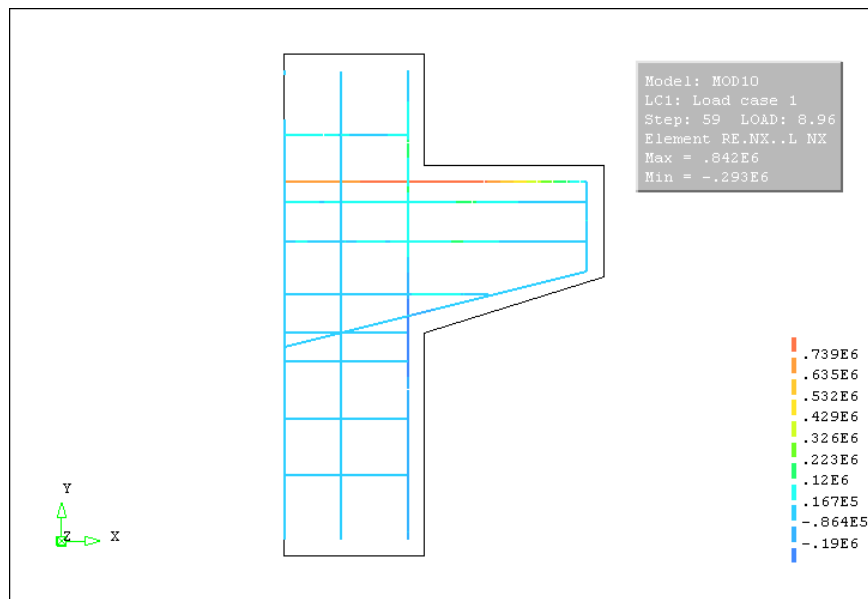 Model: MOD10
LC1: Load case 1
Step: 59 LOAD: 8.96
Element RE.NX..L NX
Max = .842E6
Min = -.293E6
.739E6
.635E6
.532E6
.429E6
.326E6
.223E6
.12E6
.167E5
-.864E5
-.19E6
Y
Z
X